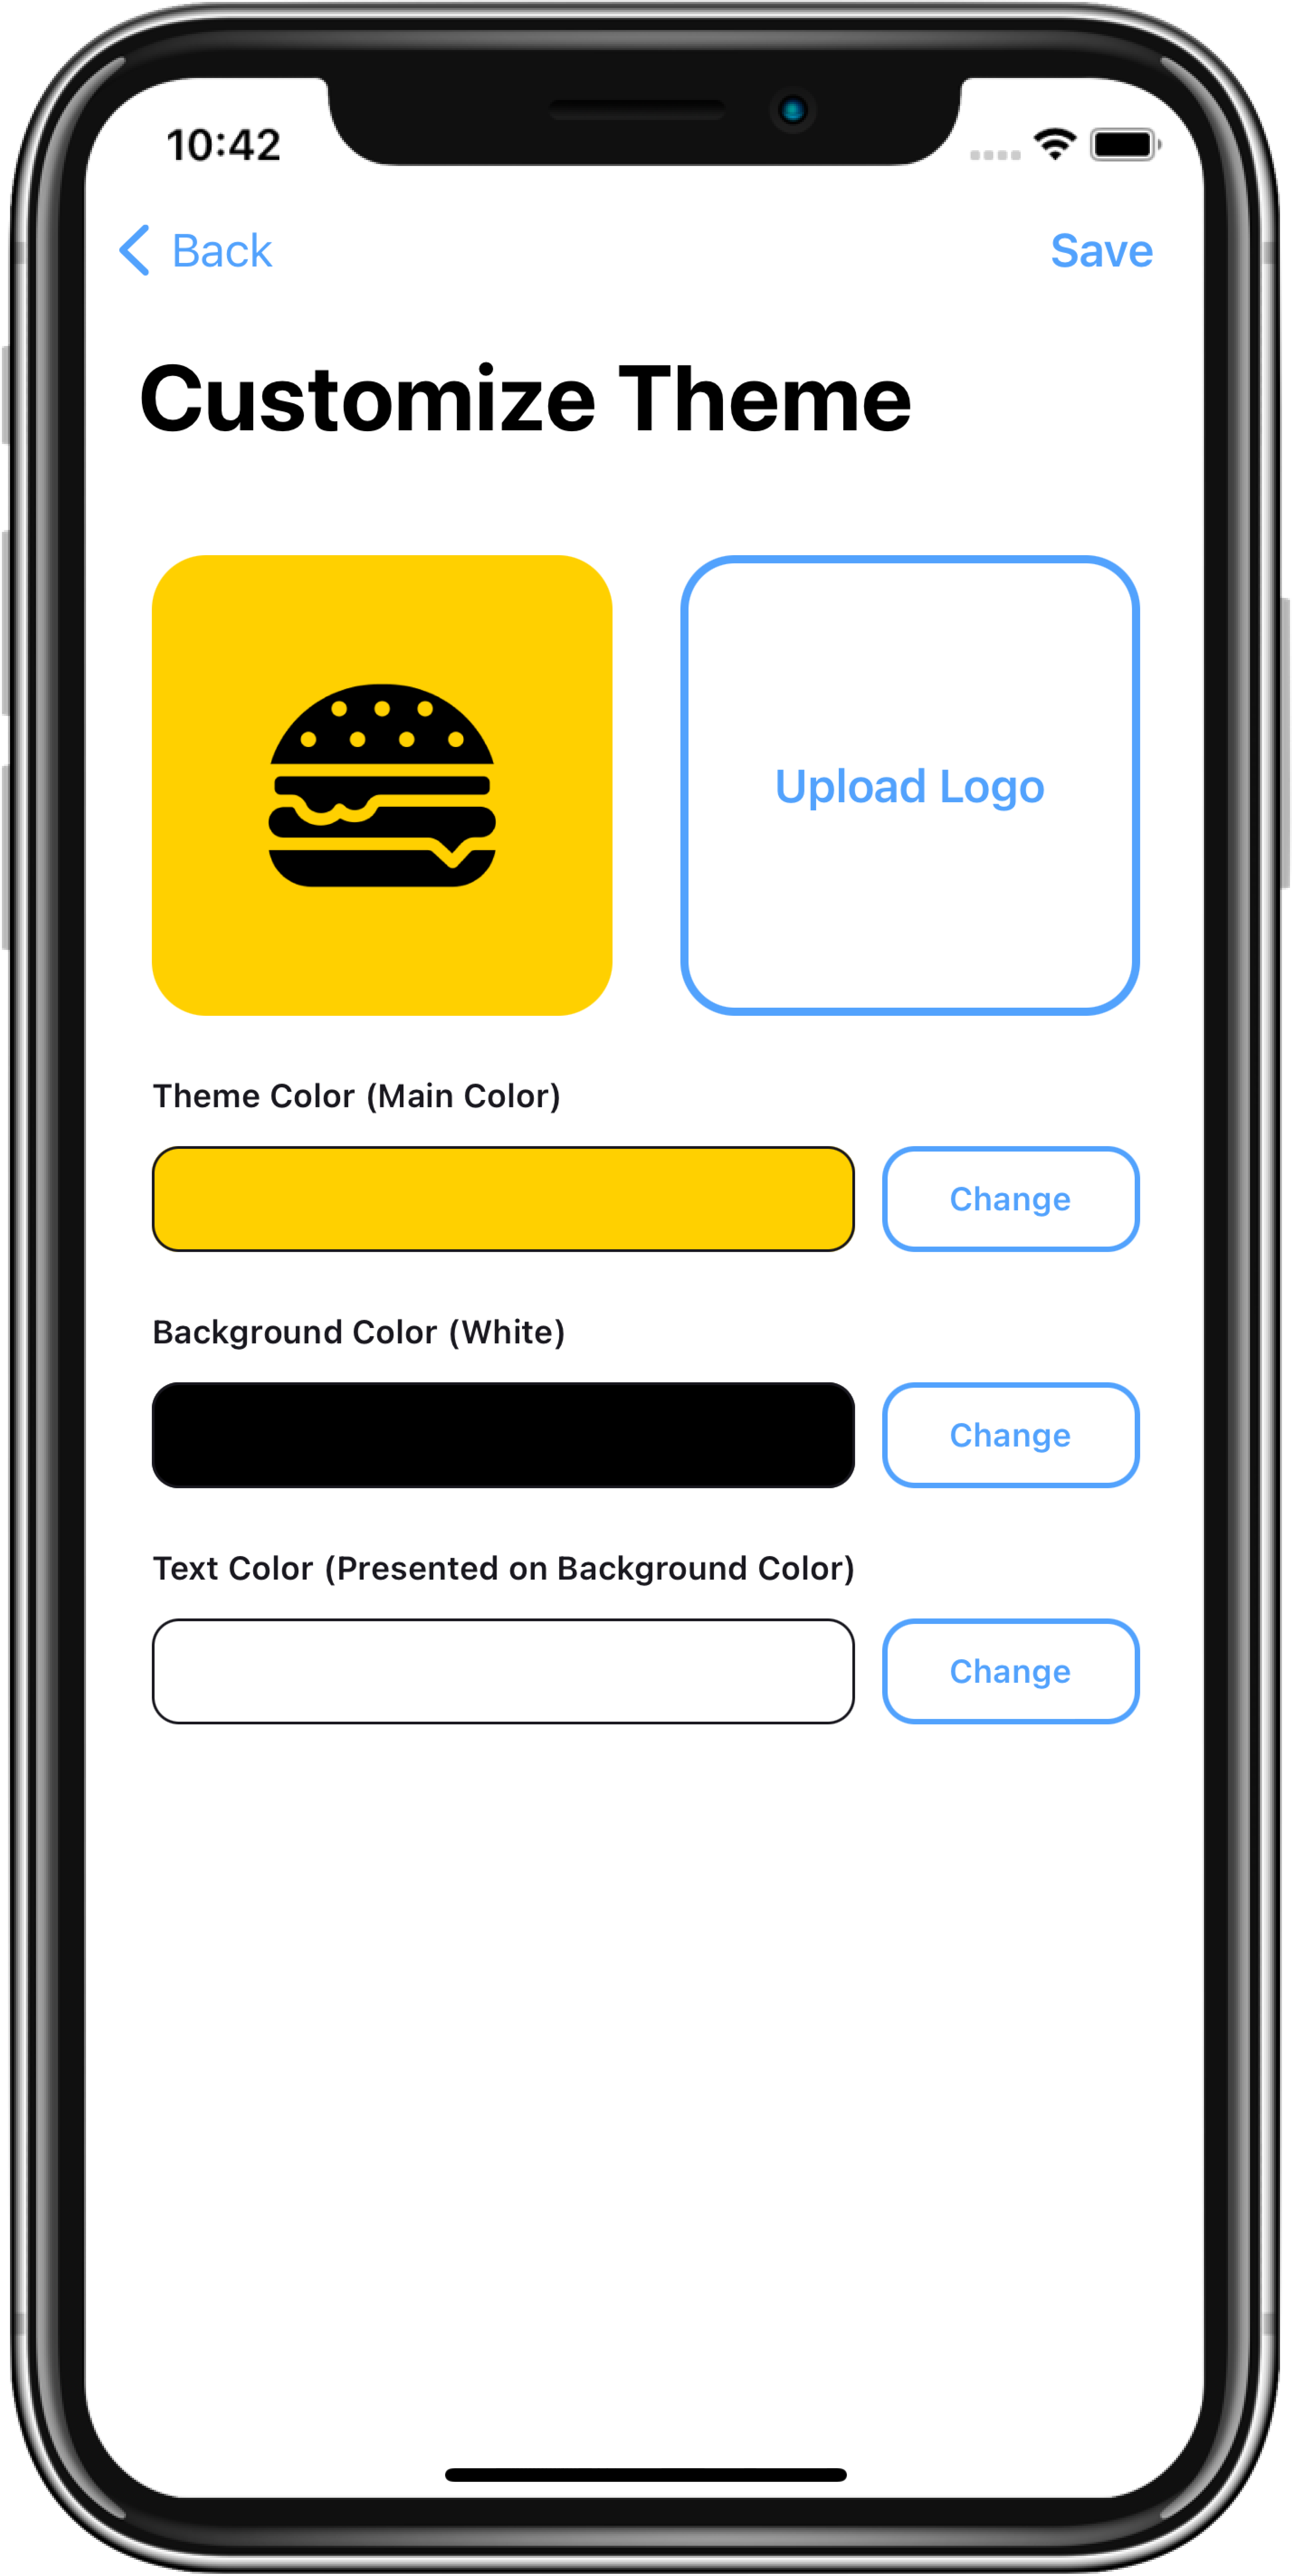 10:42
Back
Save
Customize Theme
Upload Logo
Theme Color (Main Color)
Change
Background Color (White)
Change
Text Color (Presented on Background Color)
Change